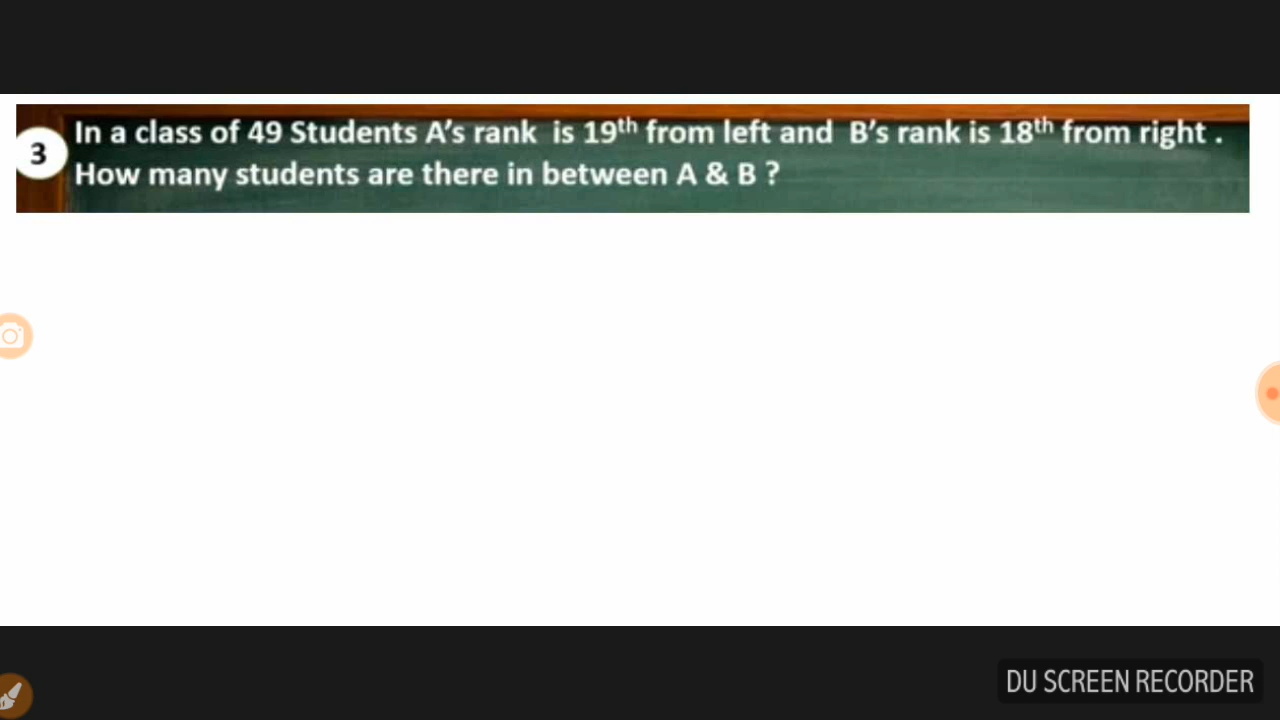 3
In a class of 49 Students A’s rank is 19th from left and B’s rank is 18th from right .
How many students are there in between A & B ?
DU SCREEN RECORDER